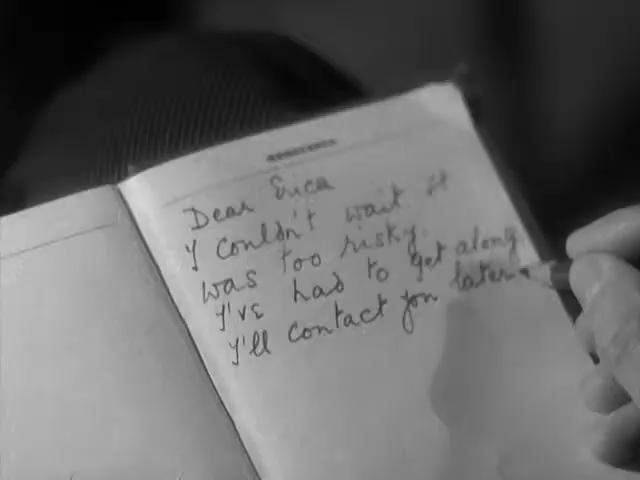 Dear Erica
I couldn't wait it
was too risky.
I've had to get along
I'll contact you later.